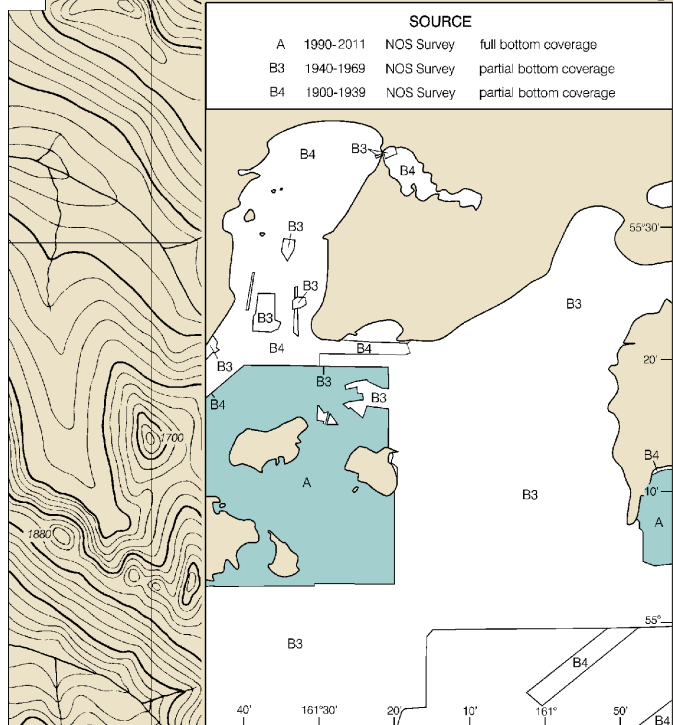 SOURCE
A 1990-2011 NOS Survey full bottom coverage
B3 1940-1969 NOS Survey partial bottom coverage
B4 1900-1939 NOS Survey partial bottom coverage
B4
B3
B4
B3
55°30'
B3
B3
B3
B4
B4
B3
20'
B3
B3
B4
1700
B4
A
B3
10'
A
1880
55°
B3
B4
40'
161°30'
20'
10'
161°
50'
B4